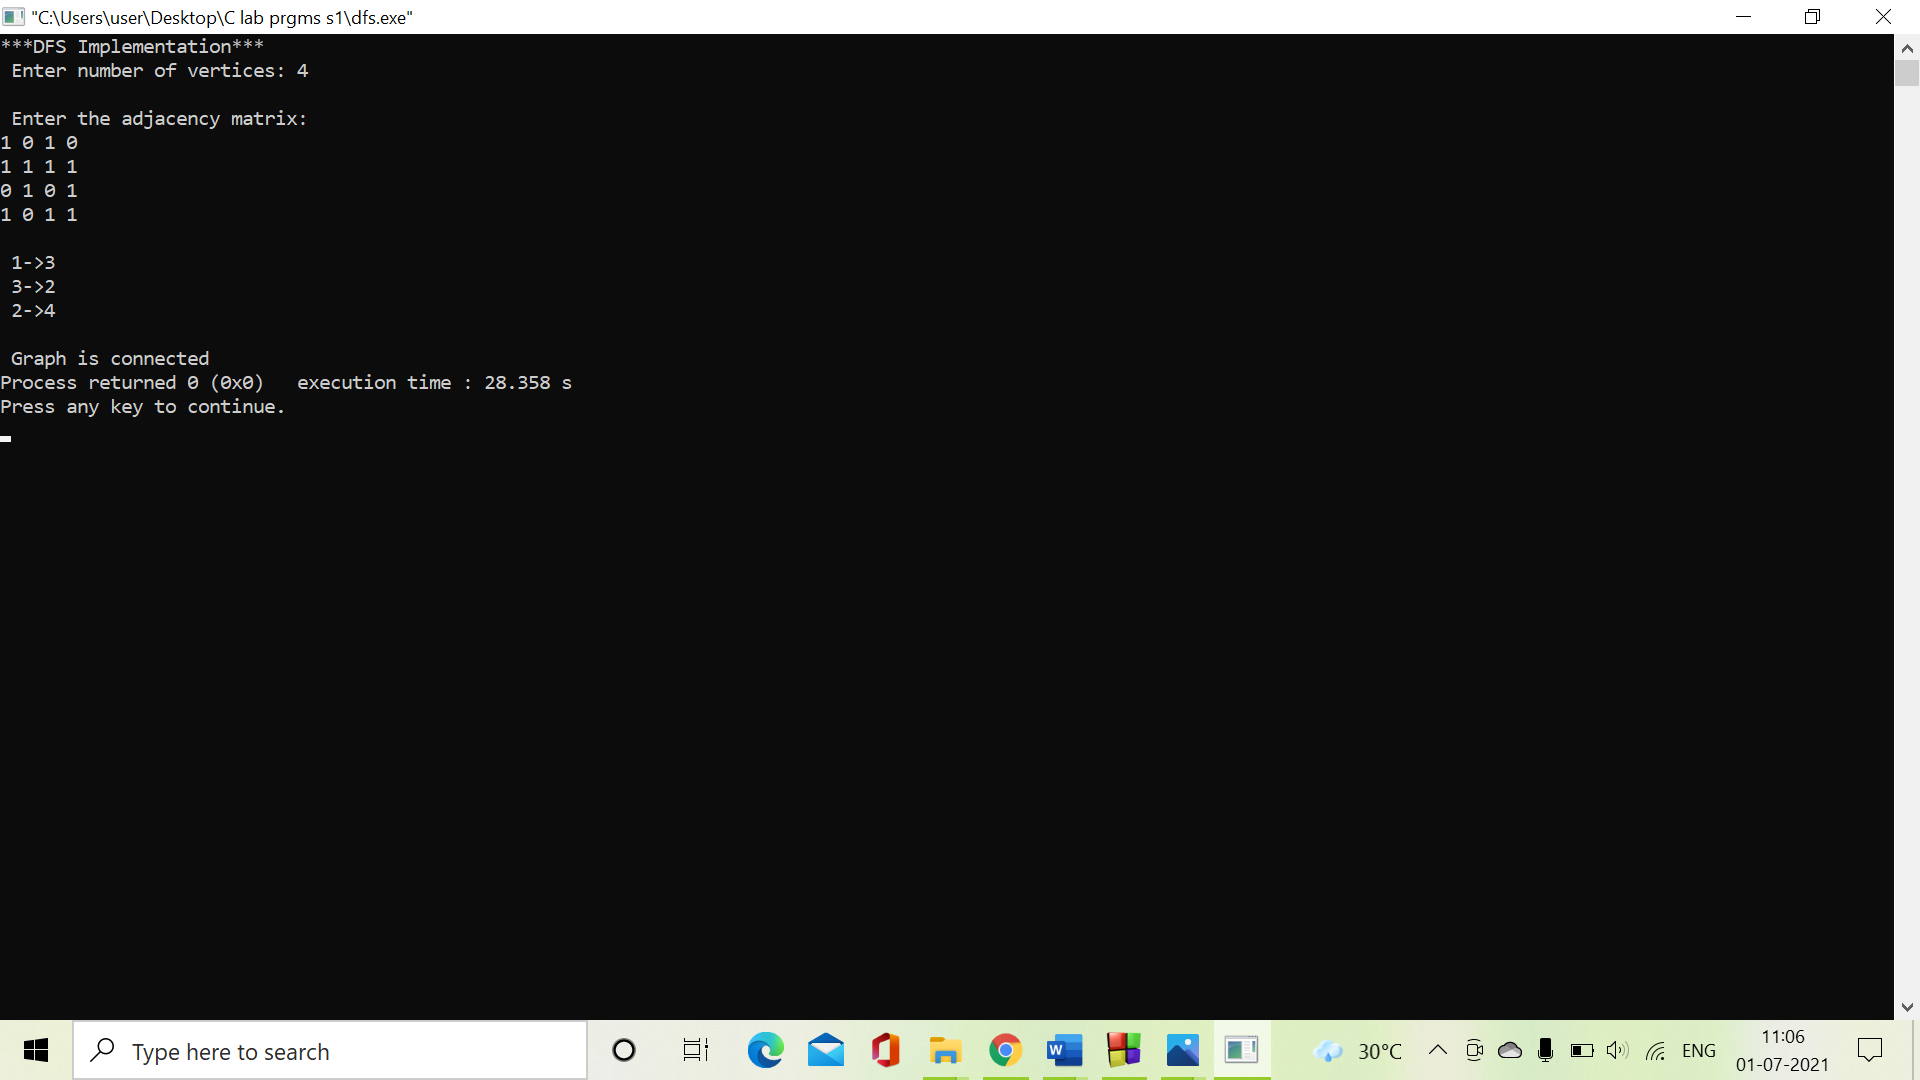 "C:\Users\user\Desktop\C lab prgms s1\dfs.exe"
***DFS Implementation***
Enter number of vertices: 4
Enter the adjacency matrix:
1 0 1 0
1 1 1 1
0 1 0 1
1 0 1 1
1->3
3->2
2->4
Graph is connected
Process returned 0 (0x0)   execution time : 28.358 s
Press any key to continue.
Type here to search
W
30°C
ENG
11:06
01-07-2021